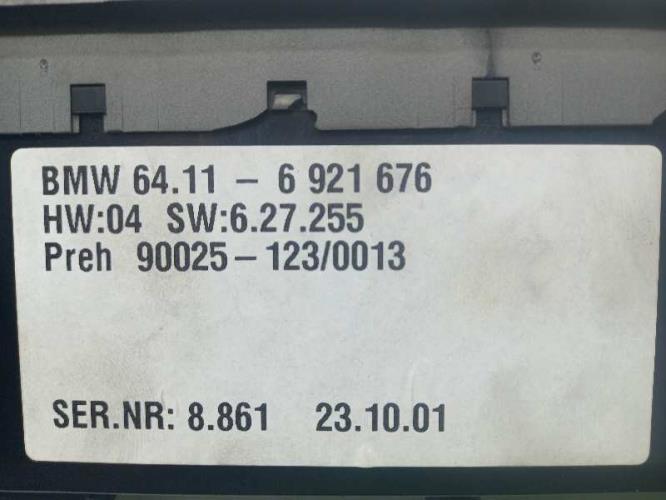 BMW 64.11 – 6 921 676
HW:04 SW:6.27.255
Preh 90025–123/0013
SER.NR: 8.861 23.10.01